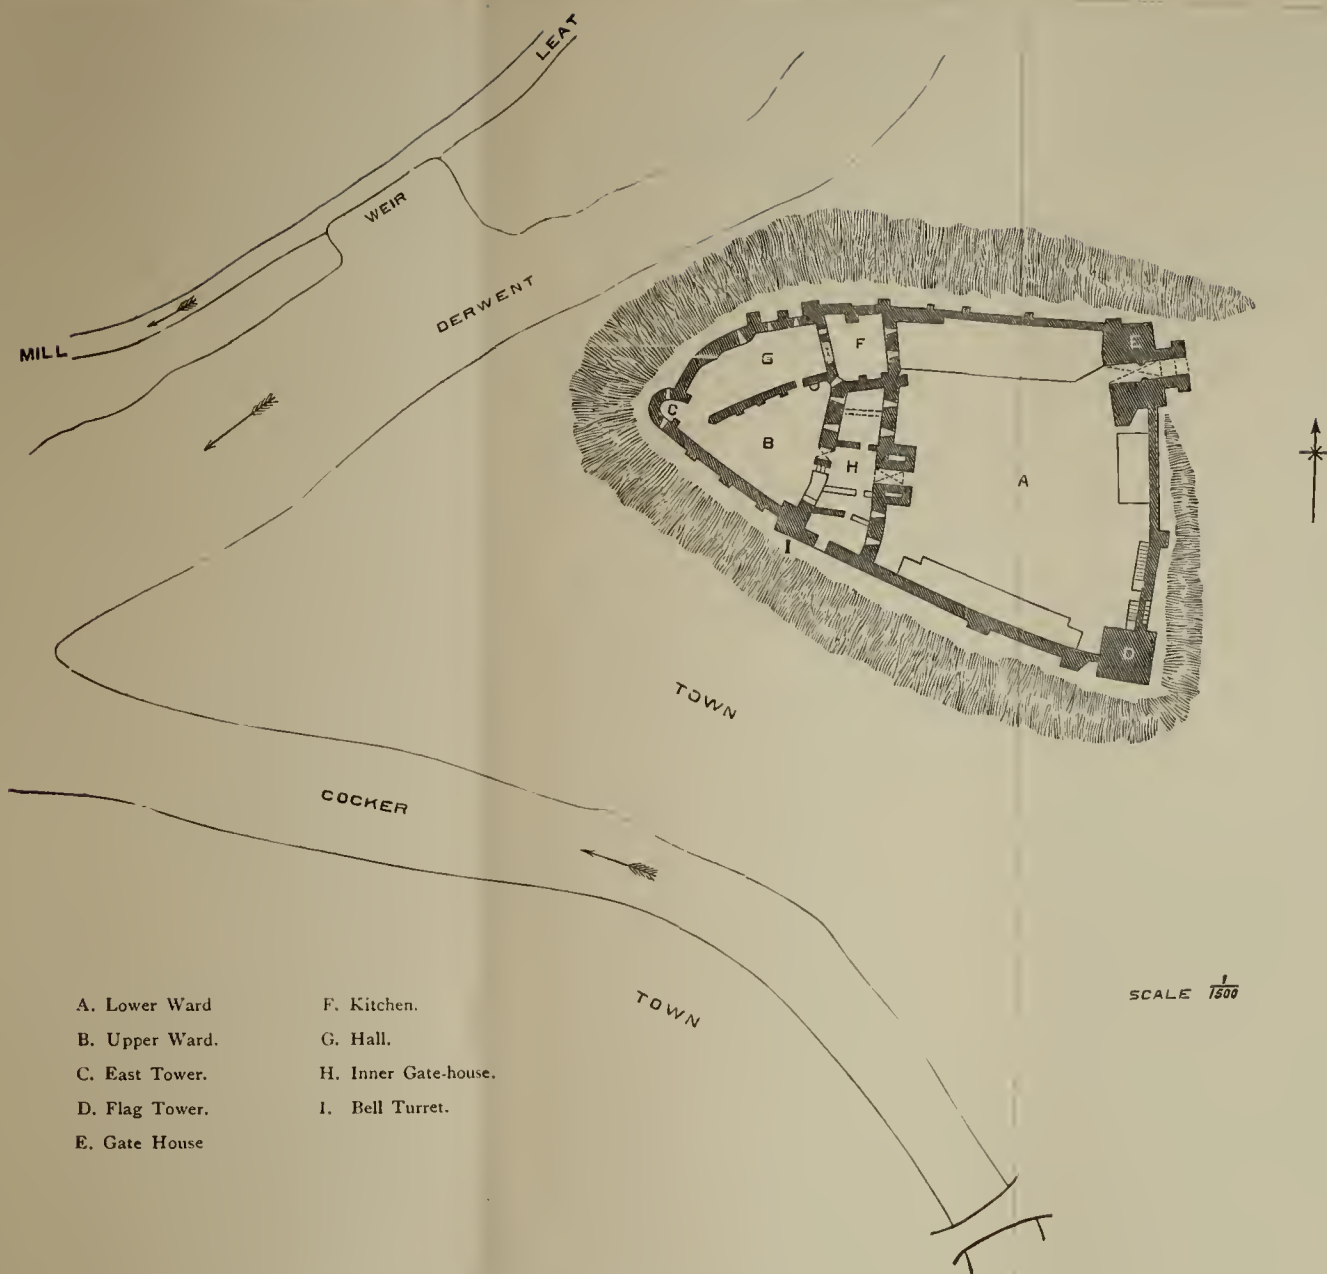 LEAT
WEIR
DERWENT
MILL
E
F
G
C
B
H
A
I
D
TOWN
COCKER
TOWN
SCALE 1/1500
A. Lower Ward
B. Upper Ward.
C. East Tower.
D. Flag Tower.
E. Gate House
F. Kitchen.
G. Hall.
H. Inner Gate-house.
I. Bell Turret.